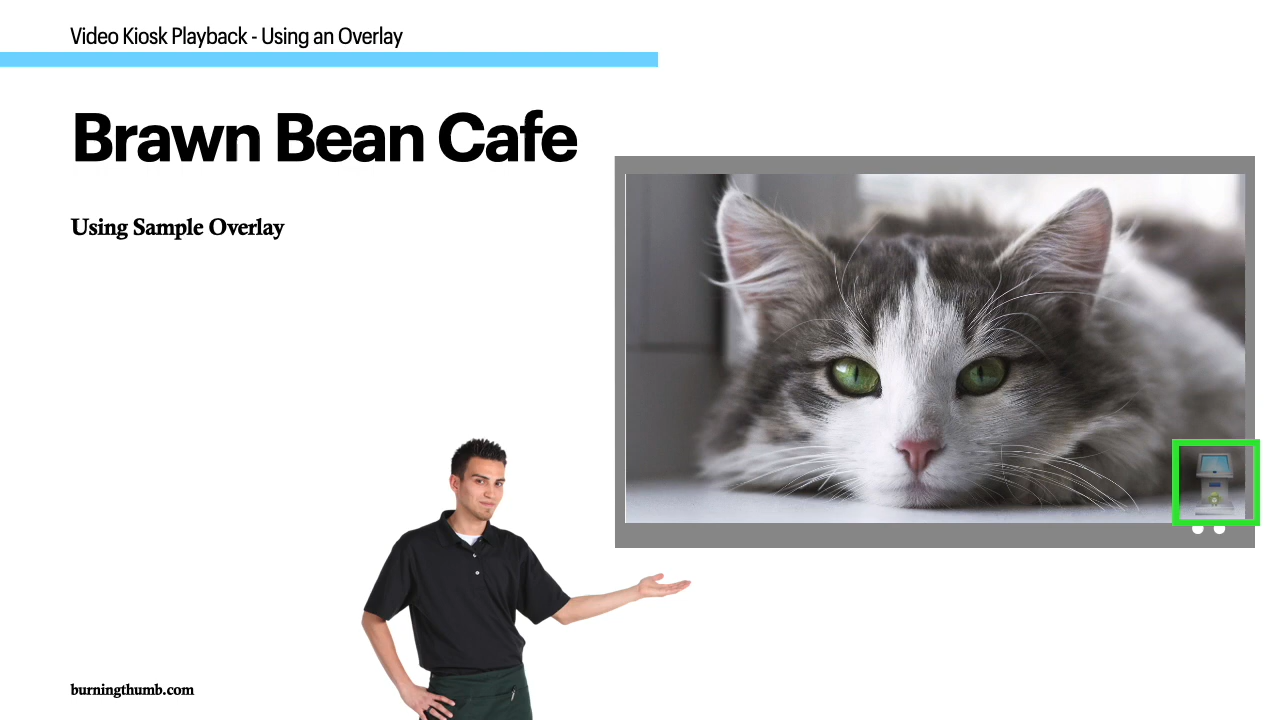 Video Kiosk Playback - Using an Overlay
Brawn Bean Cafe
Using Sample Overlay
burningthumb.com